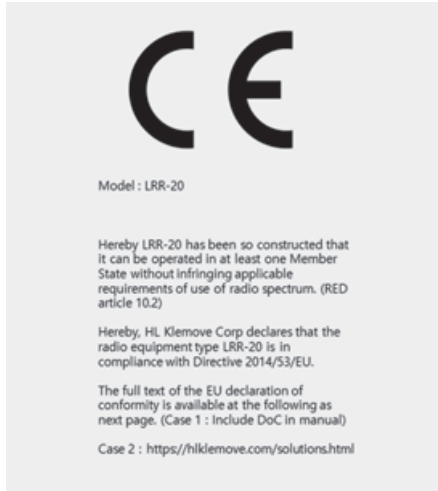 CE
Model : LRR-20
Hereby LRR-20 has been so constructed that
it can be operated in at least one Member
State without infringing applicable
requirements of use of radio spectrum. (RED
article 10.2)
Hereby, HL Klemove Corp declares that the
radio equipment type LRR-20 is in
compliance with Directive 2014/53/EU.
The full text of the EU declaration of
conformity is available at the following as
next page. (Case 1 : Include DoC in manual)
Case 2 : https://hlklemove.com/solutions.html